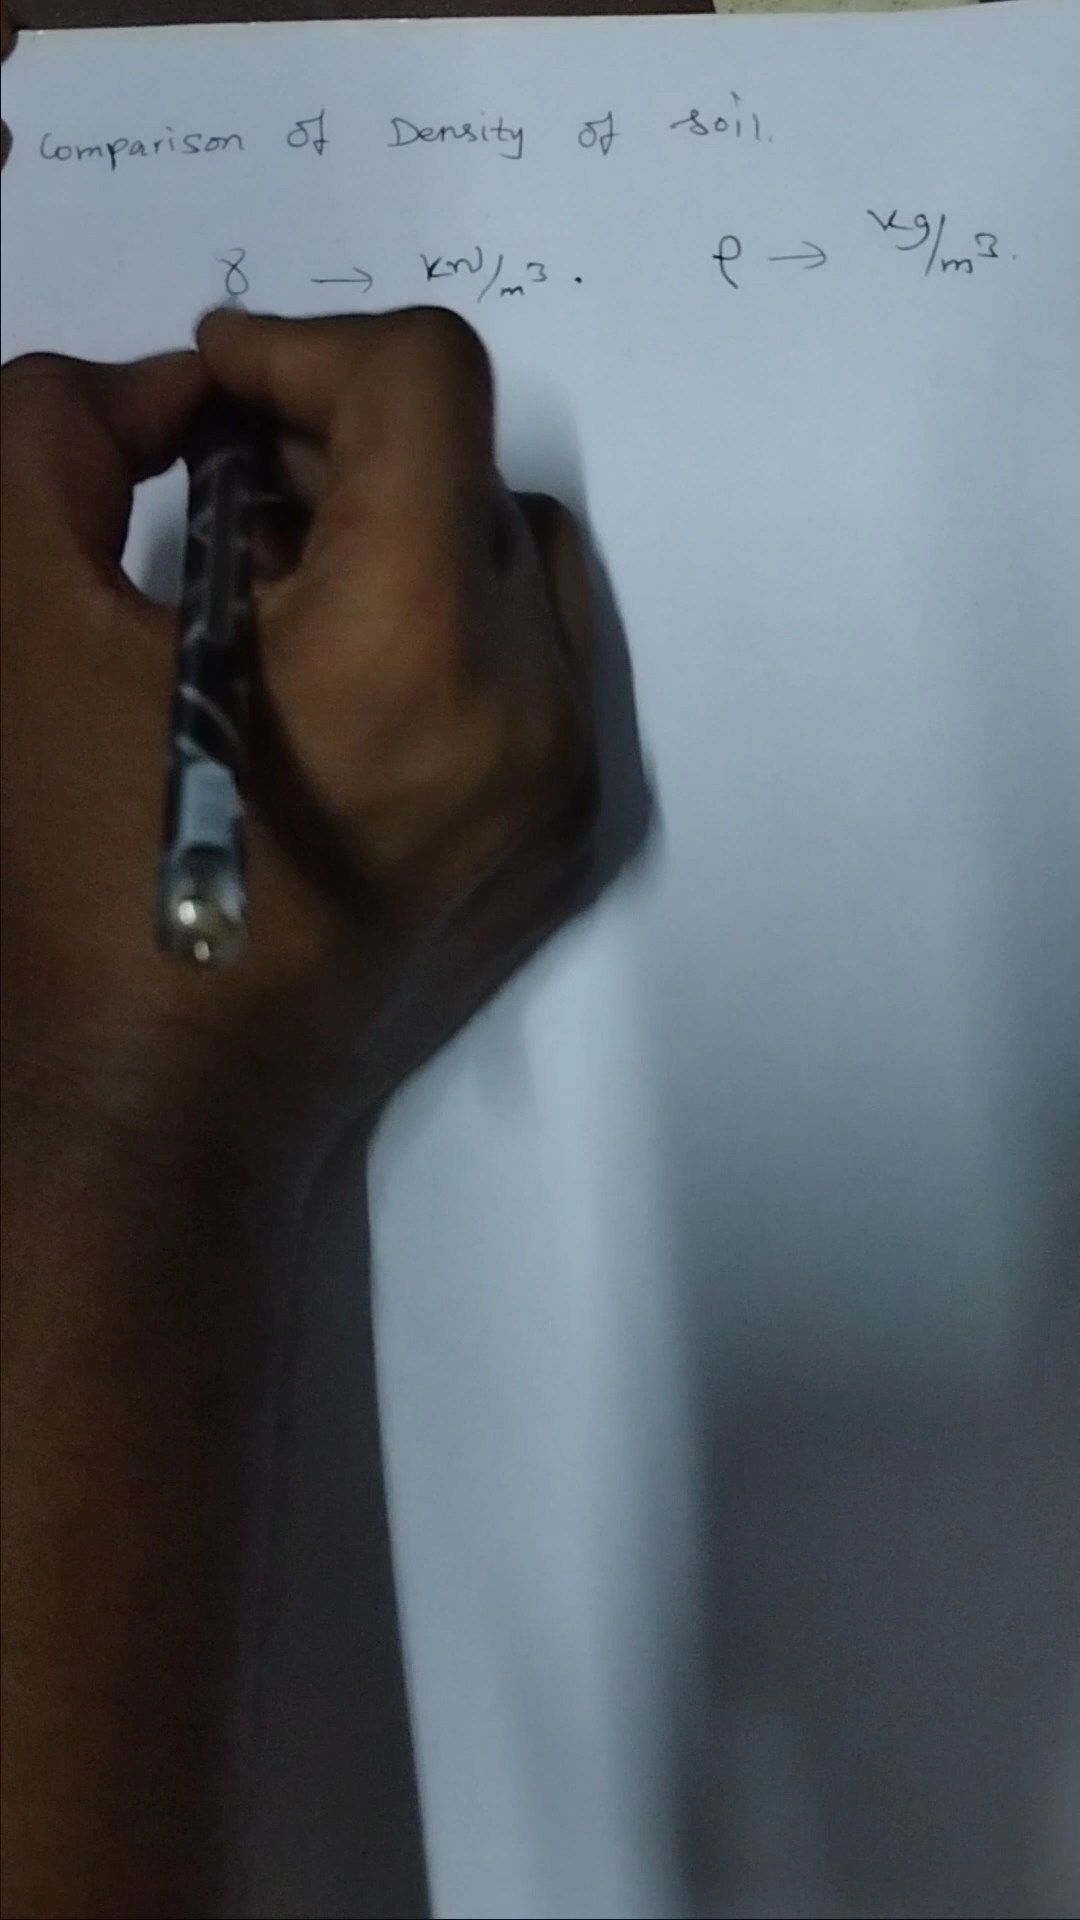 Comparison of Density of soil.
γ → kN/m³. ρ → kg/m³.